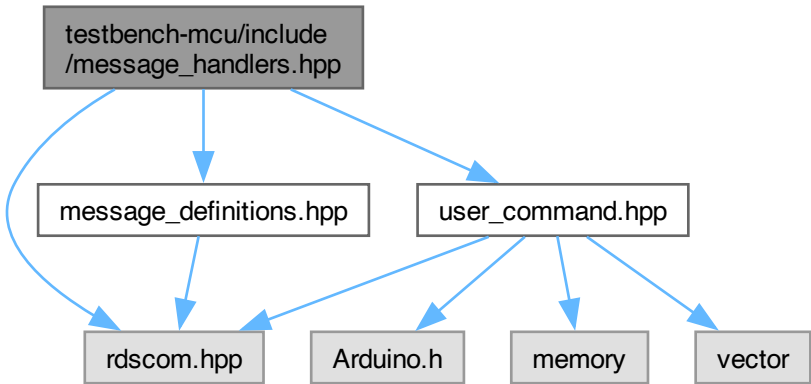 testbench-mcu/include
/message_handlers.hpp
message_definitions.hpp
user_command.hpp
rdscom.hpp
Arduino.h
memory
vector